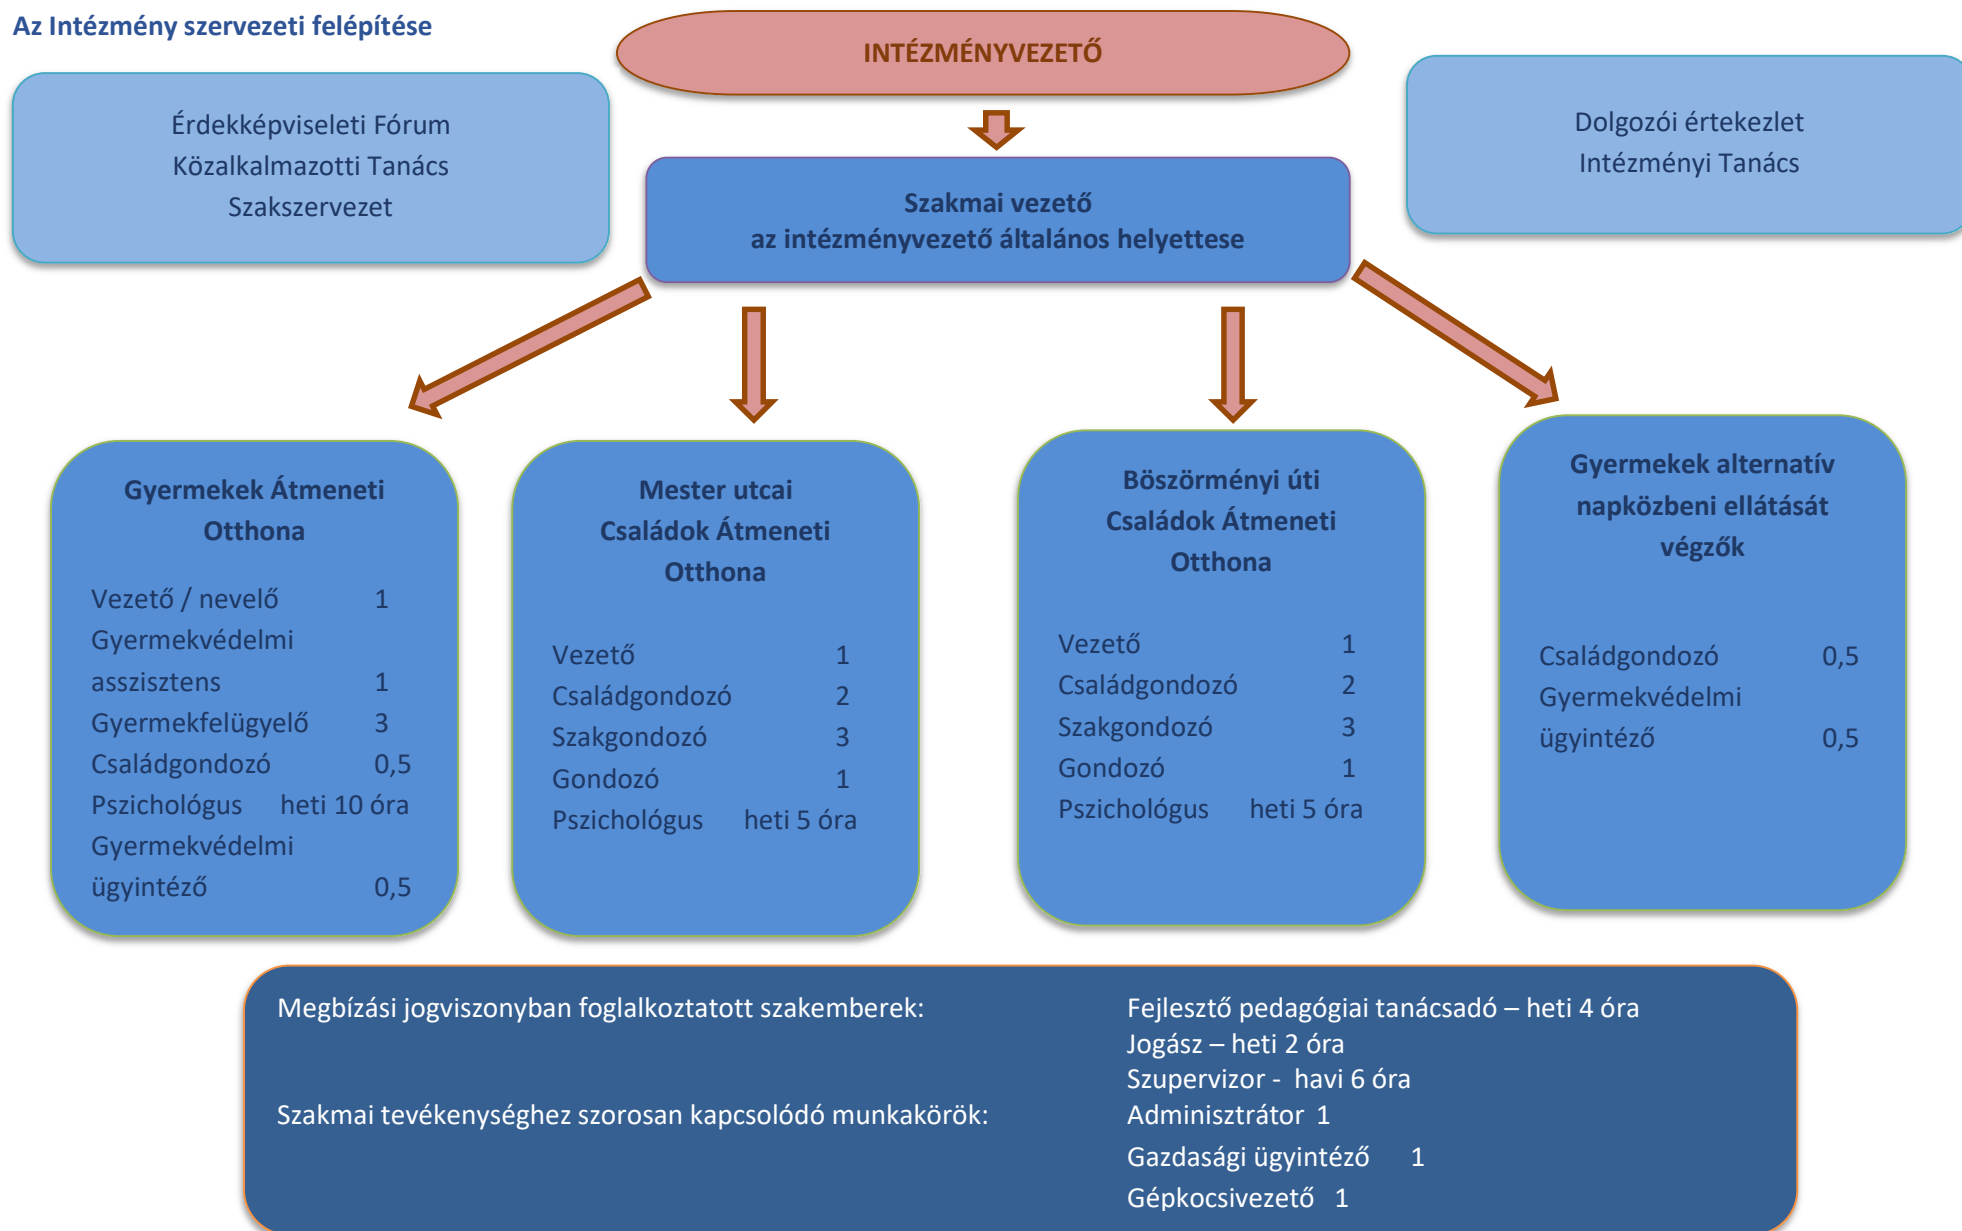 Az Intézmény szervezeti felépítése
INTÉZMÉNYVEZETŐ
Érdekképviseleti Fórum
Közalkalmazotti Tanács
Szakszervezet
Dolgozói értekezlet
Intézményi Tanács
Szakmai vezető
az intézményvezető általános helyettese
Gyermekek Átmeneti
Otthona
Vezető / nevelő 1
Gyermekvédelmi
asszisztens 1
Gyermekfelügyelő 3
Családgondozó 0,5
Pszichológus heti 10 óra
Gyermekvédelmi
ügyintéző 0,5
Mester utcai
Családok Átmeneti
Otthona
Vezető 1
Családgondozó 2
Szakgondozó 3
Gondozó 1
Pszichológus heti 5 óra
Böszörményi úti
Családok Átmeneti
Otthona
Vezető 1
Családgondozó 2
Szakgondozó 3
Gondozó 1
Pszichológus heti 5 óra
Gyermekek alternatív
napközbeni ellátását
végzők
Családgondozó 0,5
Gyermekvédelmi
ügyintéző 0,5
Megbízási jogviszonyban foglalkoztatott szakemberek: Fejlesztő pedagógiai tanácsadó – heti 4 óra
Jogász – heti 2 óra
Szupervizor - havi 6 óra
Szakmai tevékenységhez szorosan kapcsolódó munkakörök: Adminisztrátor 1
Gazdasági ügyintéző 1
Gépkocsivezető 1